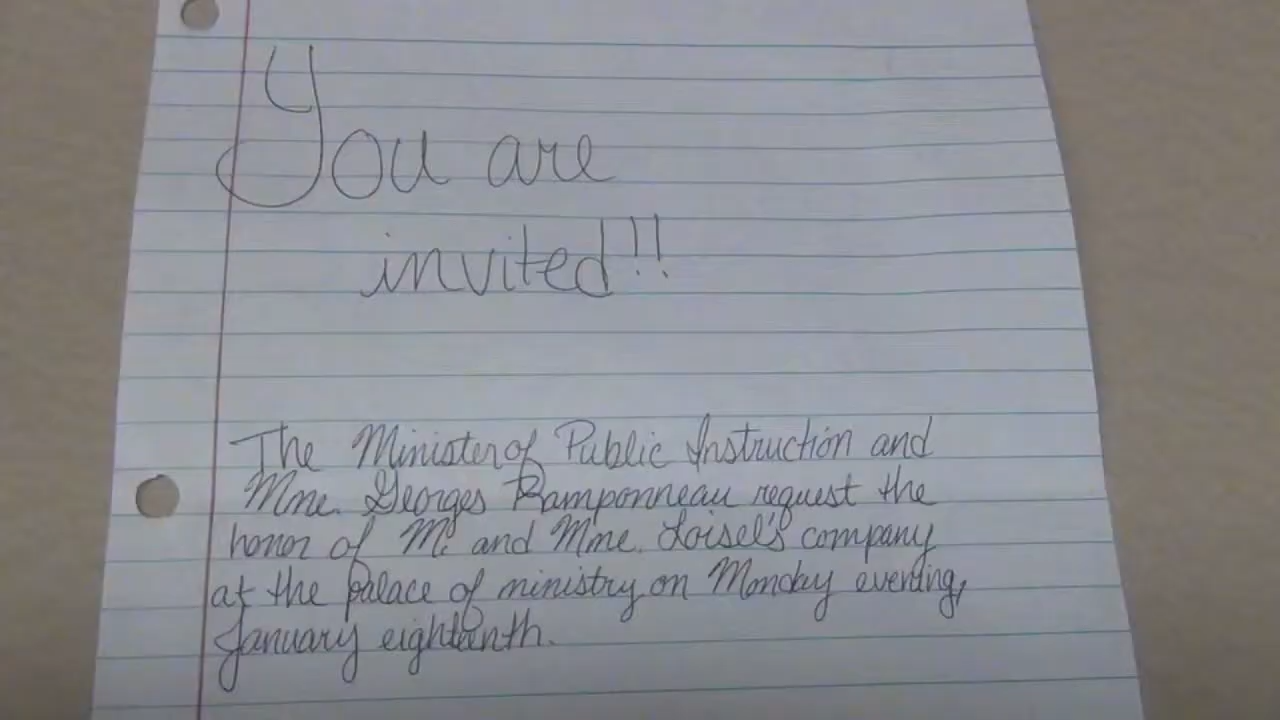 You are
invited!!
The Minister of Public Instruction and
Mme. Georges Ramponneau request the
honor of M. and Mme. Loisel's company
at the palace of ministry on Monday evening,
January eighteenth.